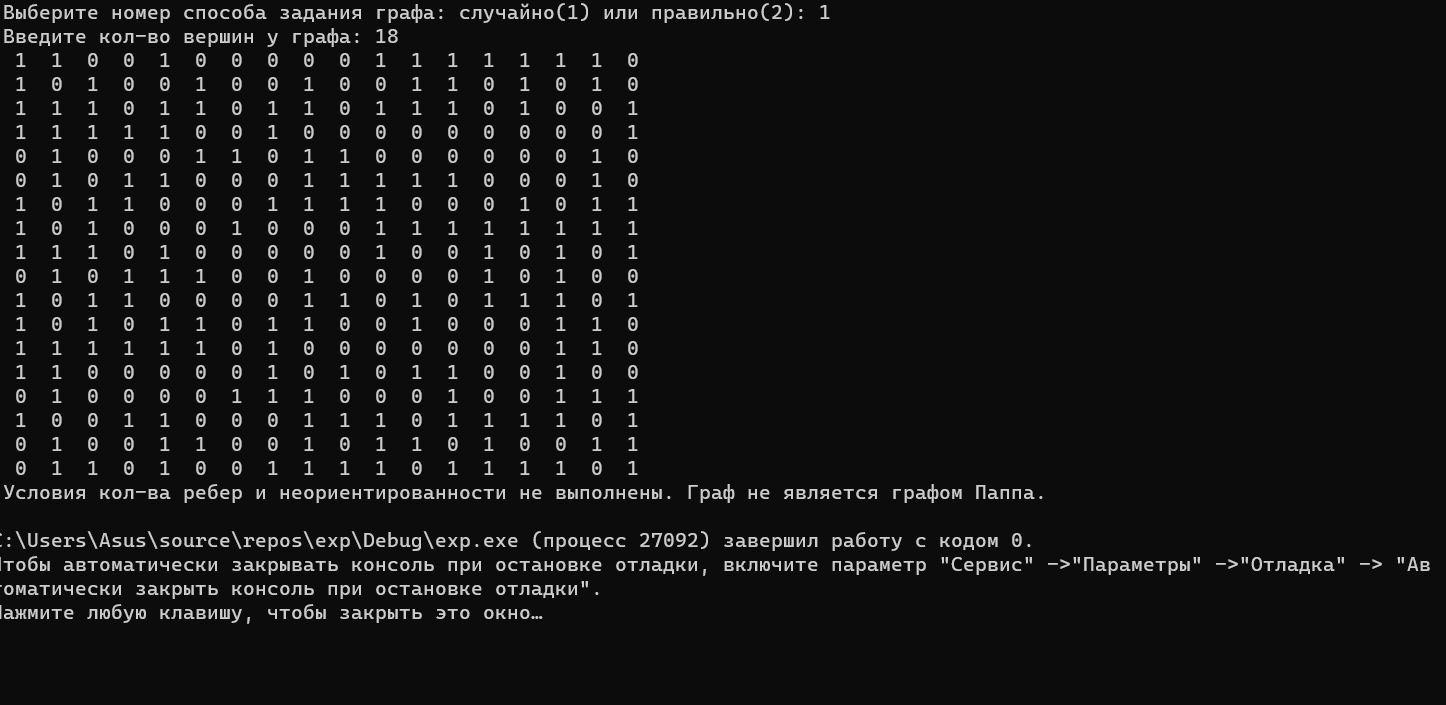 Выберите номер способа задания графа: случайно(1) или правильно(2): 1
Введите кол-во вершин у графа: 18
1 1 0 0 1 0 0 0 0 0 1 1 1 1 1 1 1 0
1 0 1 0 0 1 0 0 1 0 0 1 1 0 1 0 1 0
1 1 1 0 1 1 0 1 1 0 1 1 1 0 1 0 0 1
1 1 1 1 1 0 0 1 0 0 0 0 0 0 0 0 0 1
0 1 0 0 0 1 1 0 1 1 0 0 0 0 0 0 1 0
0 1 0 1 1 0 0 0 1 1 1 1 1 0 0 0 1 0
1 0 1 1 0 0 0 1 1 1 1 0 0 0 1 0 1 1
1 0 1 0 0 0 1 0 0 0 1 1 1 1 1 1 1 1
1 1 1 0 1 0 0 0 0 0 1 0 0 1 0 1 0 1
0 1 0 1 1 1 0 0 1 0 0 0 0 1 0 1 0 0
1 0 1 1 0 0 0 0 1 1 0 1 0 1 1 1 0 1
1 0 1 0 1 1 0 1 1 0 0 1 0 0 0 1 1 0
1 1 1 1 1 1 0 1 0 0 0 0 0 0 0 1 1 0
1 1 0 0 0 0 0 1 0 1 0 1 1 0 0 1 0 0
0 1 0 0 0 0 1 1 1 0 0 0 1 0 0 1 1 1
1 0 0 1 1 0 0 0 1 1 1 0 1 1 1 1 0 1
0 1 0 0 1 1 0 0 1 0 1 1 0 1 0 0 1 1
0 1 1 0 1 0 0 1 1 1 1 0 1 1 1 1 0 1
Условия кол-ва ребер и неориентированности не выполнены. Граф не является графом Паппа.
C:\Users\Asus\source\repos\exp\Debug\exp.exe (процесс 27092) завершил работу с кодом 0.
Чтобы автоматически закрывать консоль при остановке отладки, включите параметр "Сервис" ->"Параметры" ->"Отладка" -> "Ав
томатически закрыть консоль при остановке отладки".
Нажмите любую клавишу, чтобы закрыть это окно…